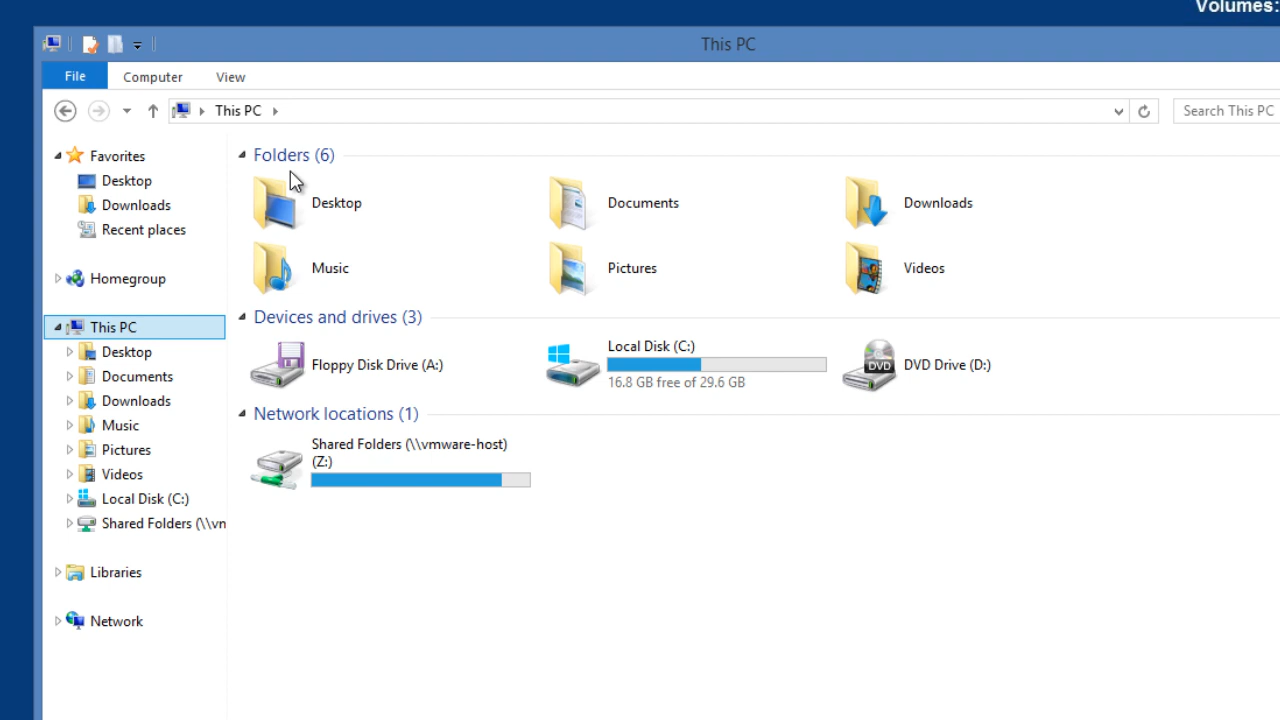 Volumes:
This PC
File Computer View
This PC
Search This PC
Favorites
Desktop
Downloads
Recent places
Homegroup
This PC
Desktop
Documents
Downloads
Music
Pictures
Videos
Local Disk (C:)
Shared Folders (\\vn
Libraries
Network
Folders (6)
Desktop
Documents
Downloads
Music
Pictures
Videos
Devices and drives (3)
Floppy Disk Drive (A:)
Local Disk (C:)
16.8 GB free of 29.6 GB
DVD
DVD Drive (D:)
Network locations (1)
Shared Folders (\\vmware-host)
(Z:)